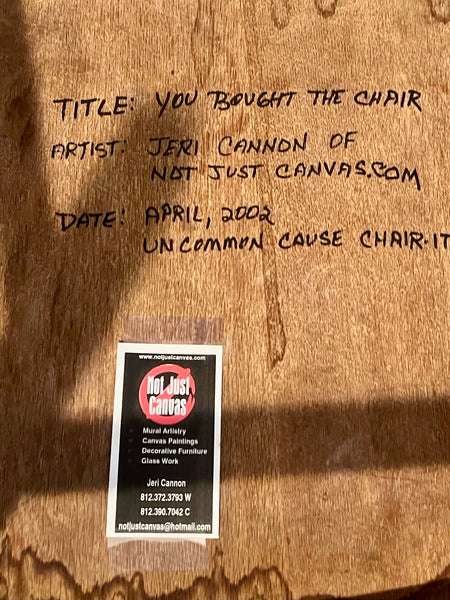 TITLE: YOU BOUGHT THE CHAIR
ARTIST: JERI CANNON OF
NOT JUST CANVAS.COM
DATE: APRIL, 2002
UNCOMMON CAUSE CHAIR-IT
www.notjustcanvas.com
Not Just
Canvas
Mural Artistry
Canvas Paintings
Decorative Furniture
Glass Work
Jeri Cannon
812.372.3793 W
812.390.7042 C
notjustcanvas@hotmail.com